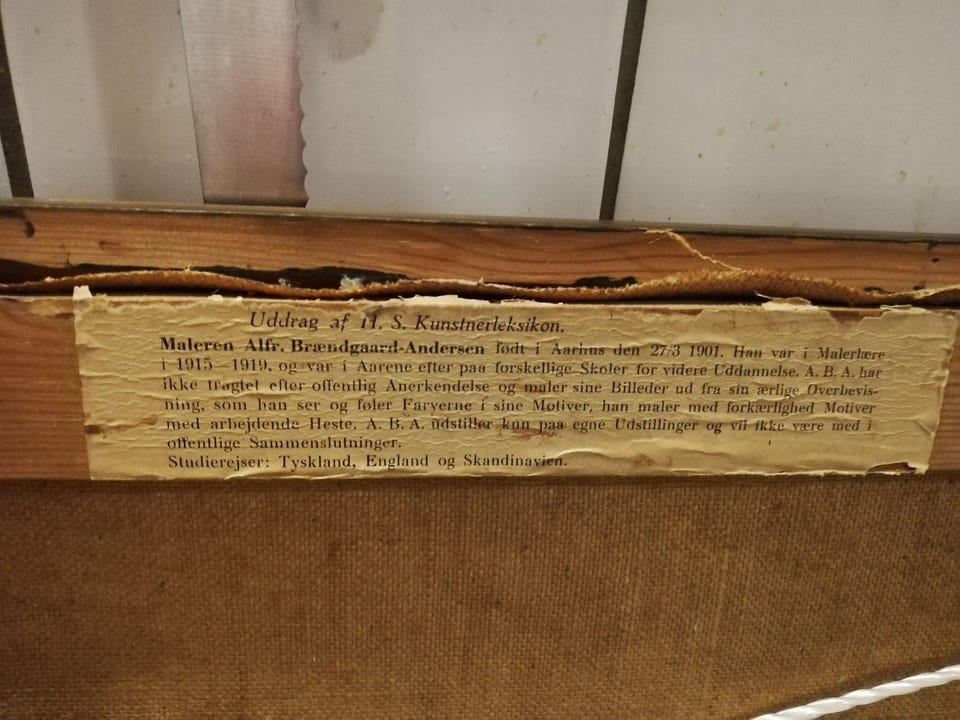 Uddrag af H. S. Kunstnerleksikon.
Maleren Alfr. Brændgaard-Andersen født i Aarhus den 27/3 1901. Han var i Malerlære
i 1915—1919, og var i Aarene efter paa forskellige Skoler for videre Uddannelse. A. B. A. har
ikke tragtet efter offentlig Anerkendelse og maler sine Billeder ud fra sin ærlige Overbevis-
ning, som han ser og føler Farverne i sine Motiver, han maler med forkærlighed Motiver
med arbejdende Heste. A. B. A. udstiller kun paa egne Udstillinger og vil ikke være med i
offentlige Sammenslutninger.
Studierejser: Tyskland, England og Skandinavien.